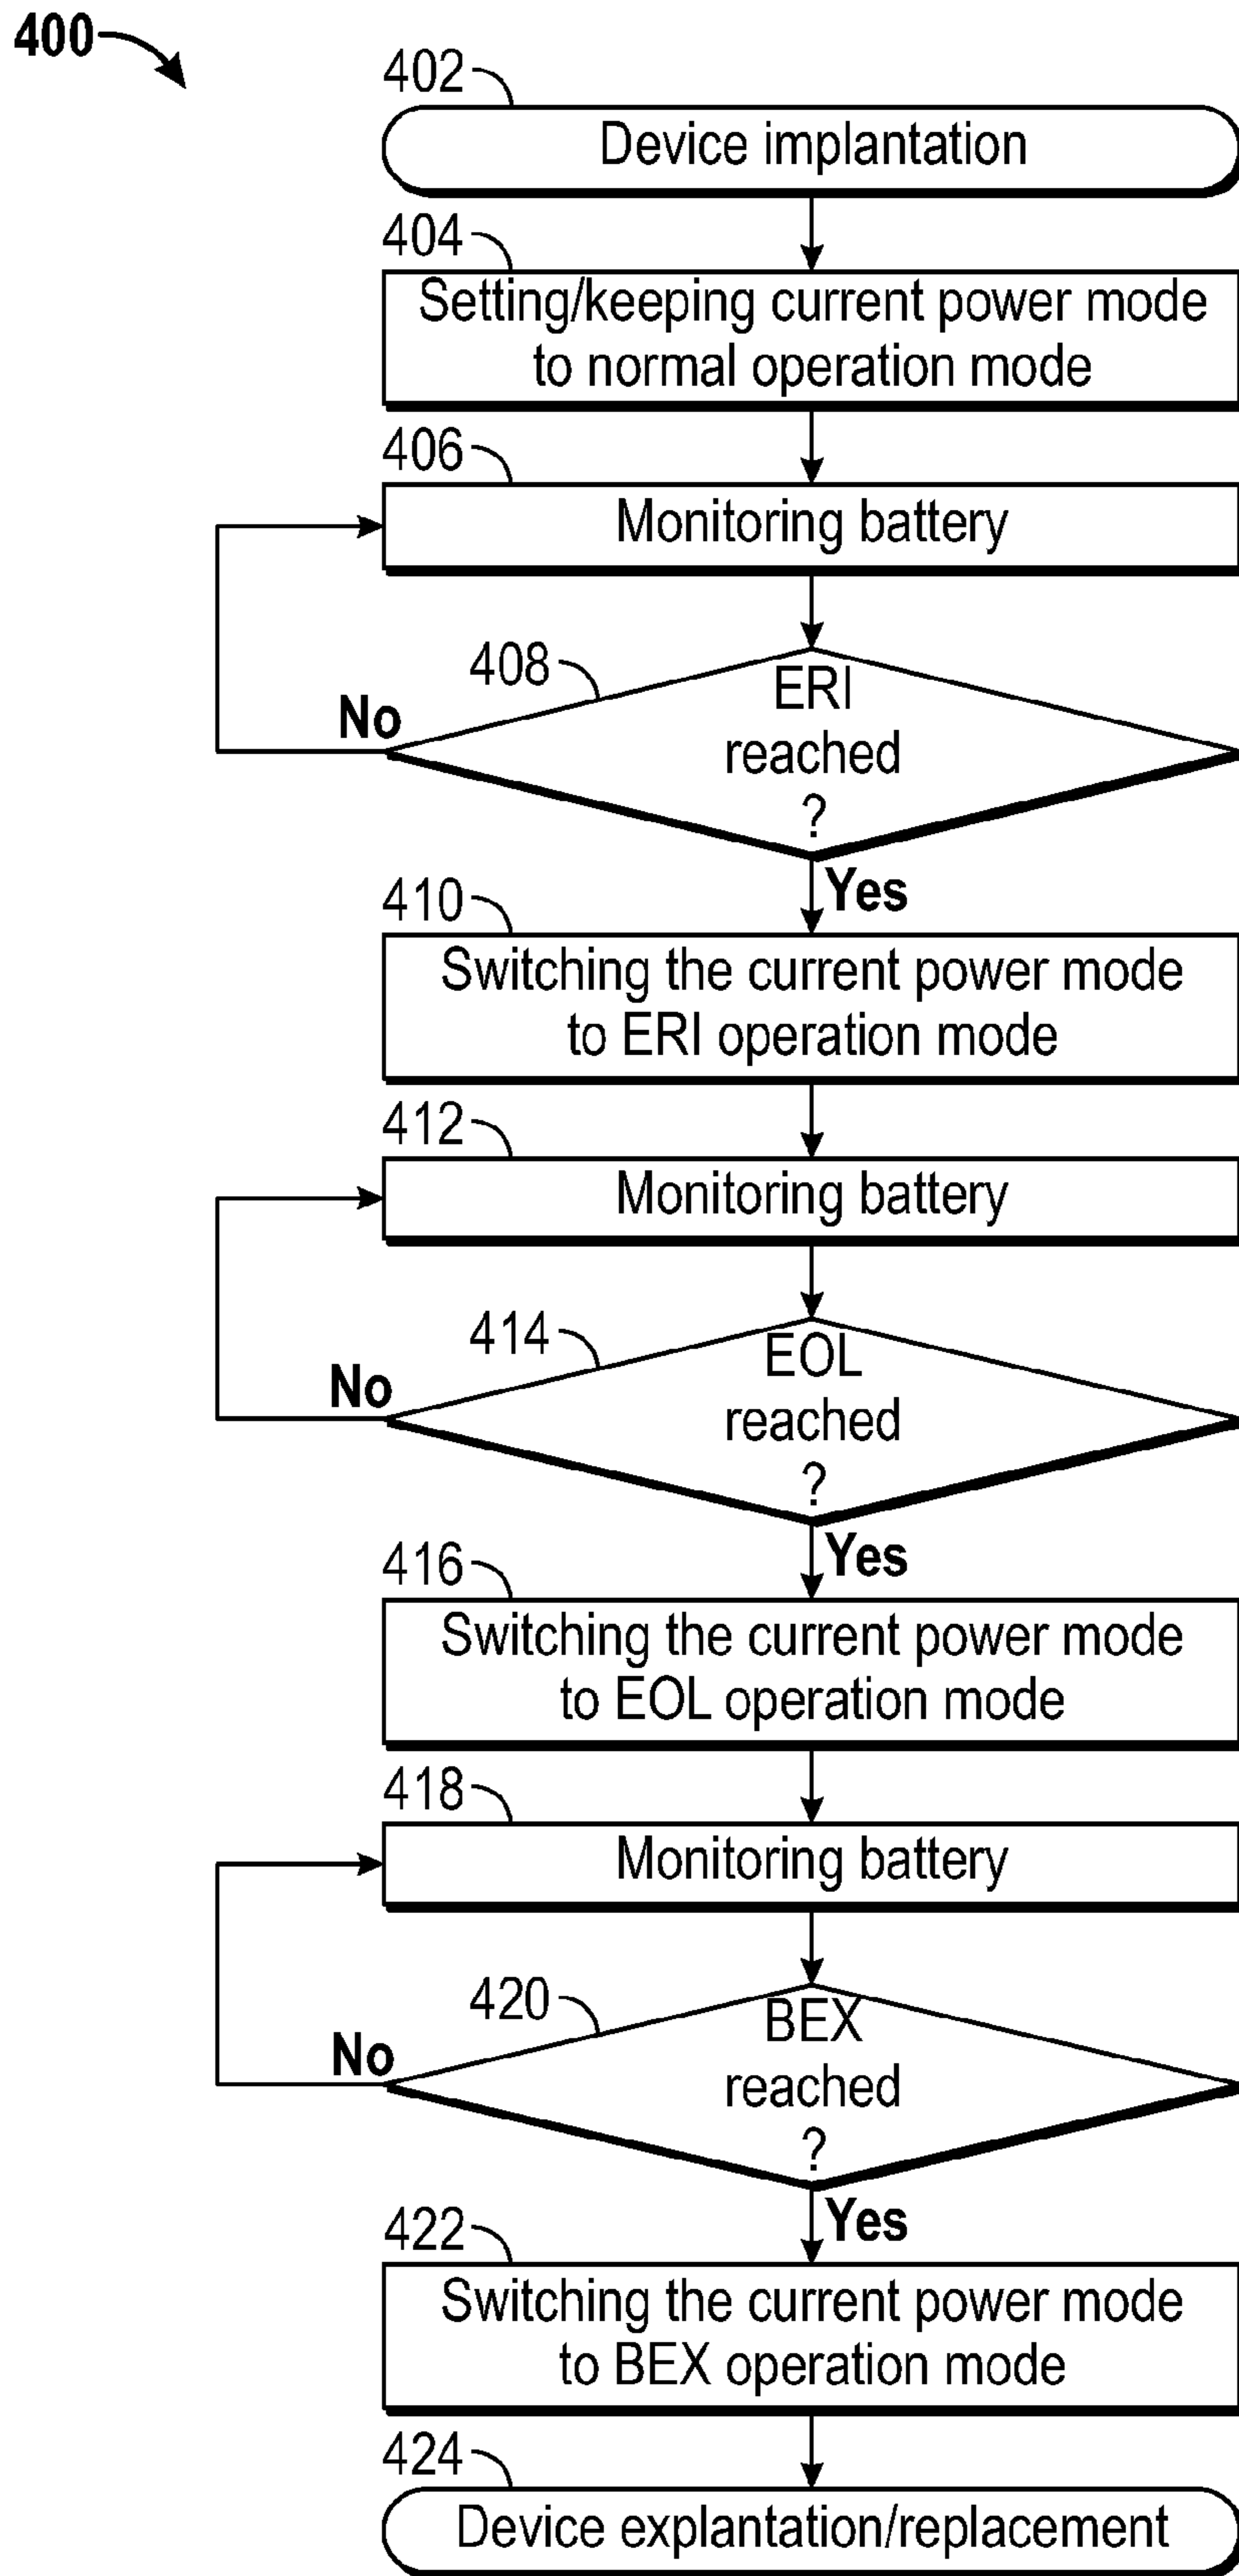 400
402
Device implantation
404
Setting/keeping current power mode
to normal operation mode
406
Monitoring battery
408
ERI
reached
?
No
Yes
410
Switching the current power mode
to ERI operation mode
412
Monitoring battery
414
EOL
reached
?
No
Yes
416
Switching the current power mode
to EOL operation mode
418
Monitoring battery
420
BEX
reached
?
No
Yes
422
Switching the current power mode
to BEX operation mode
424
Device explantation/replacement